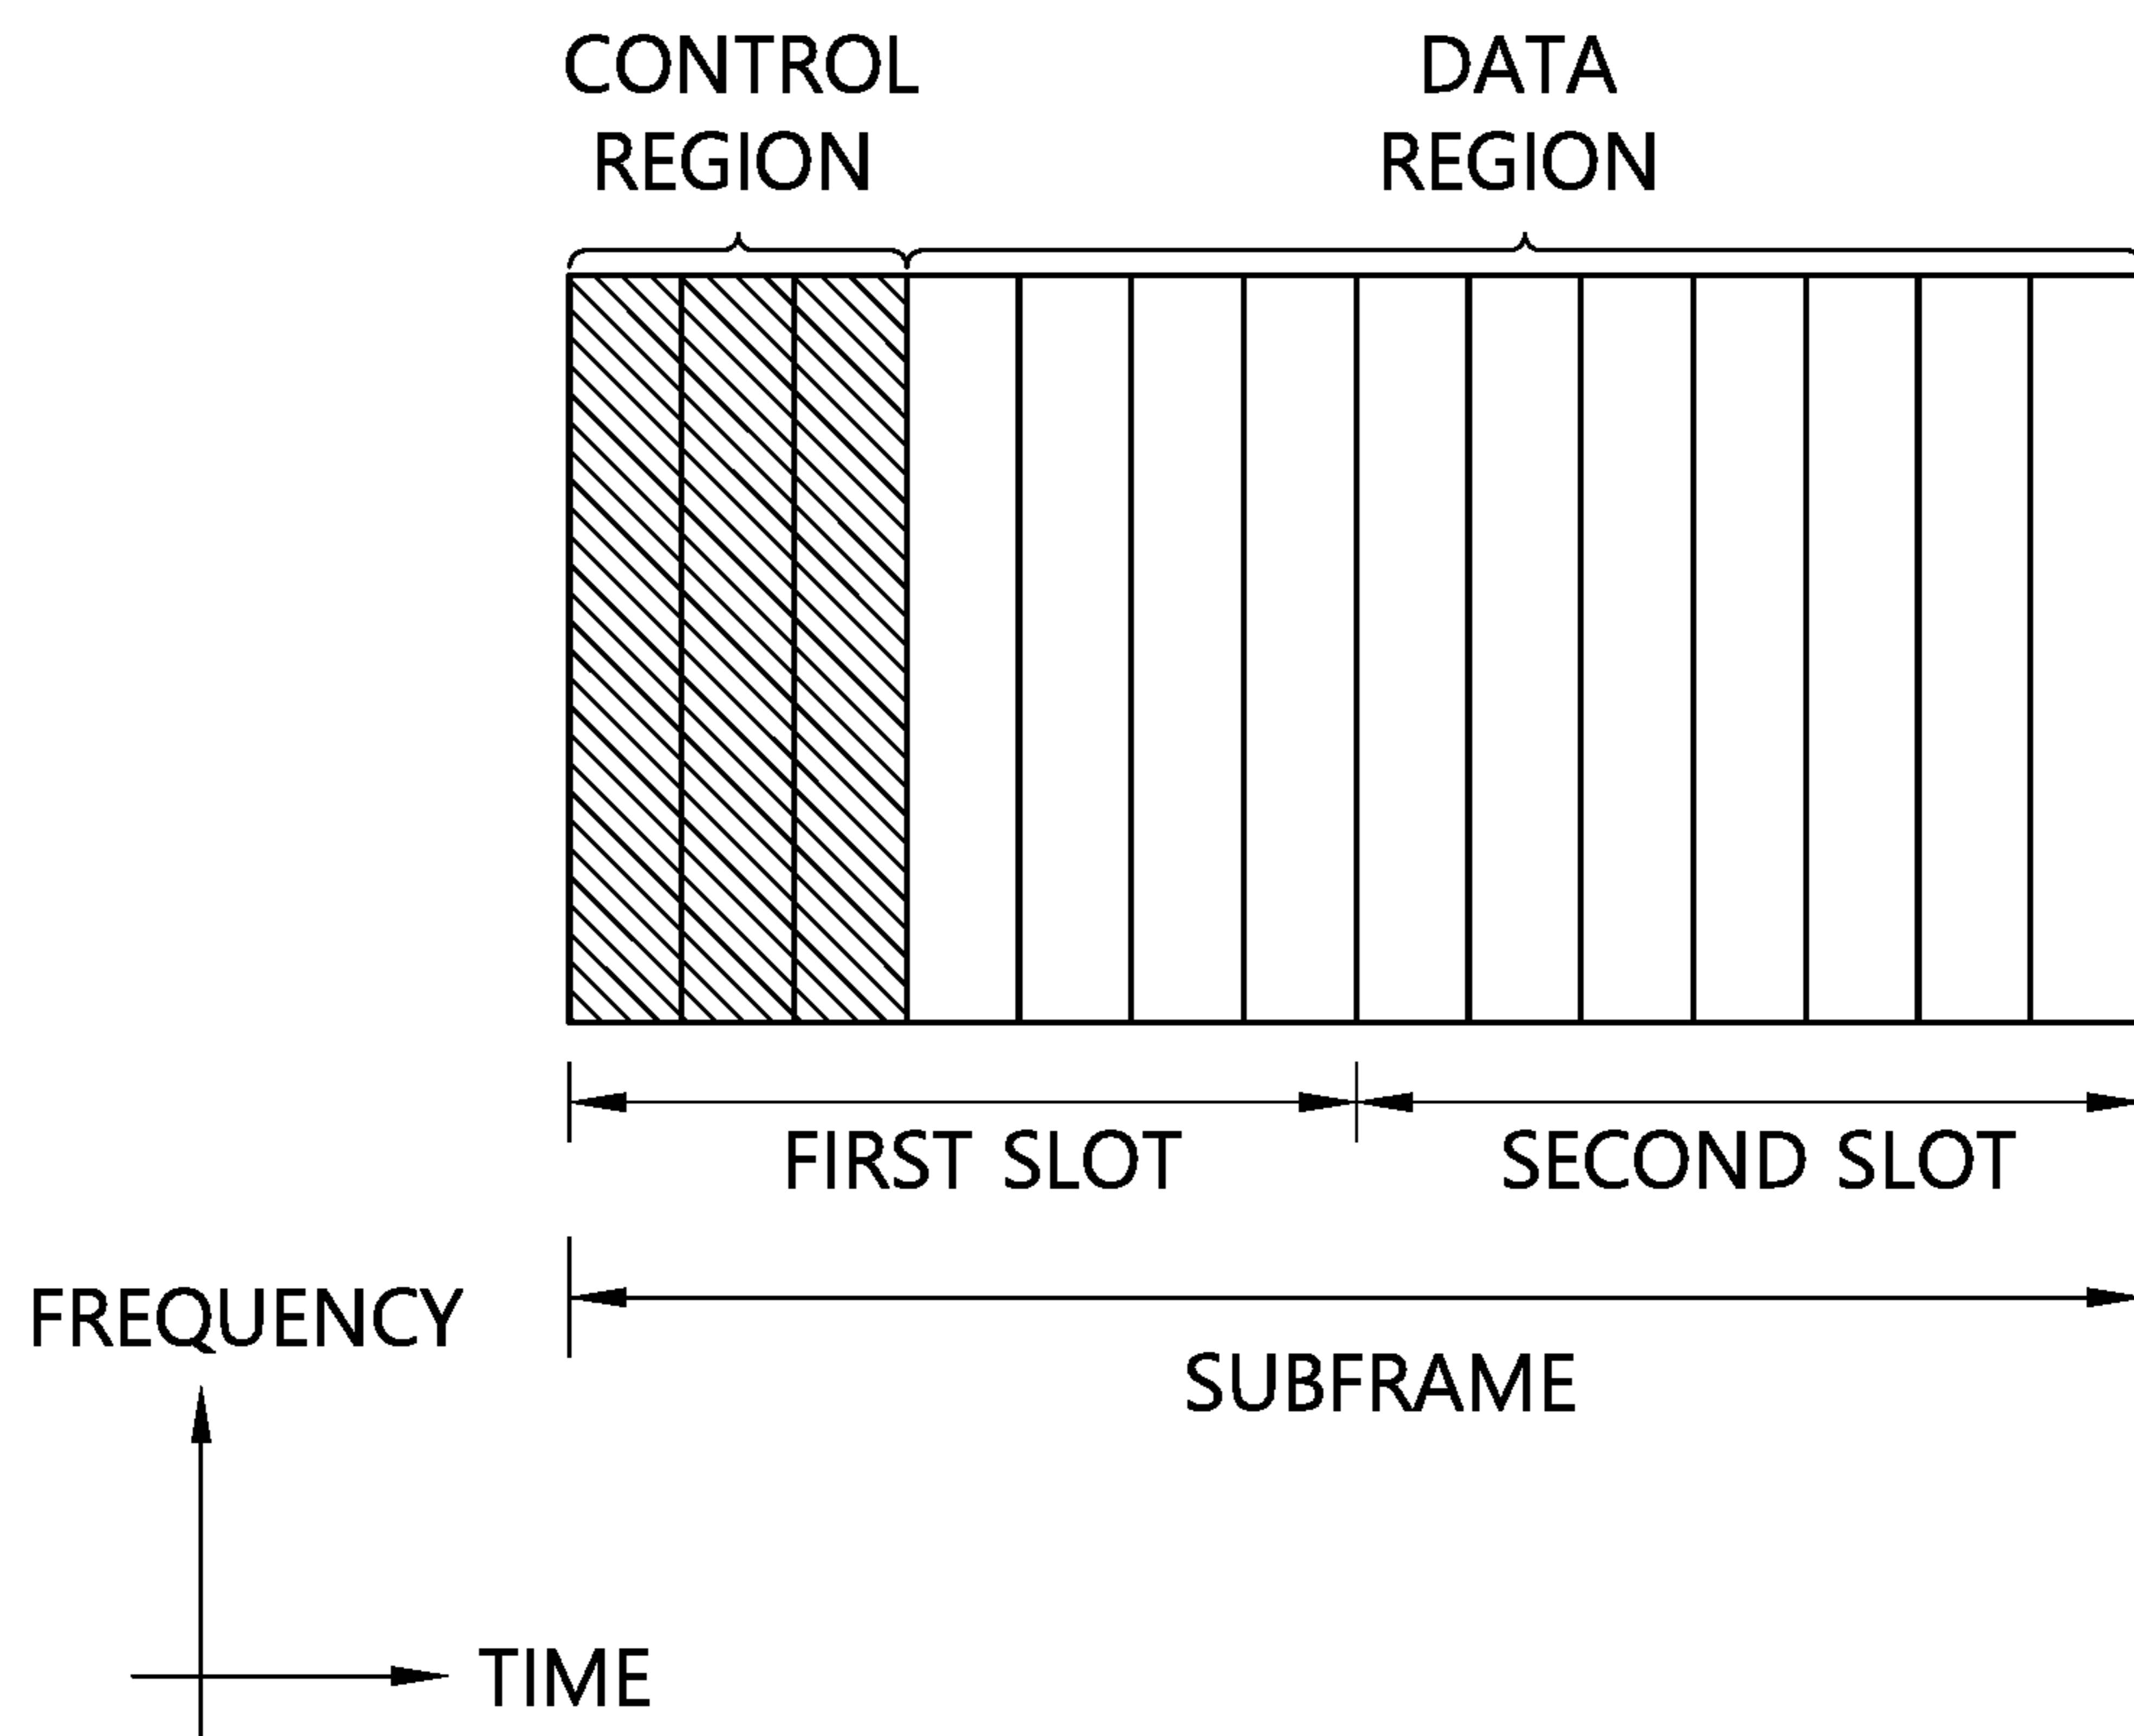 CONTROL
REGION
DATA
REGION
FIRST SLOT
SECOND SLOT
SUBFRAME
FREQUENCY
TIME